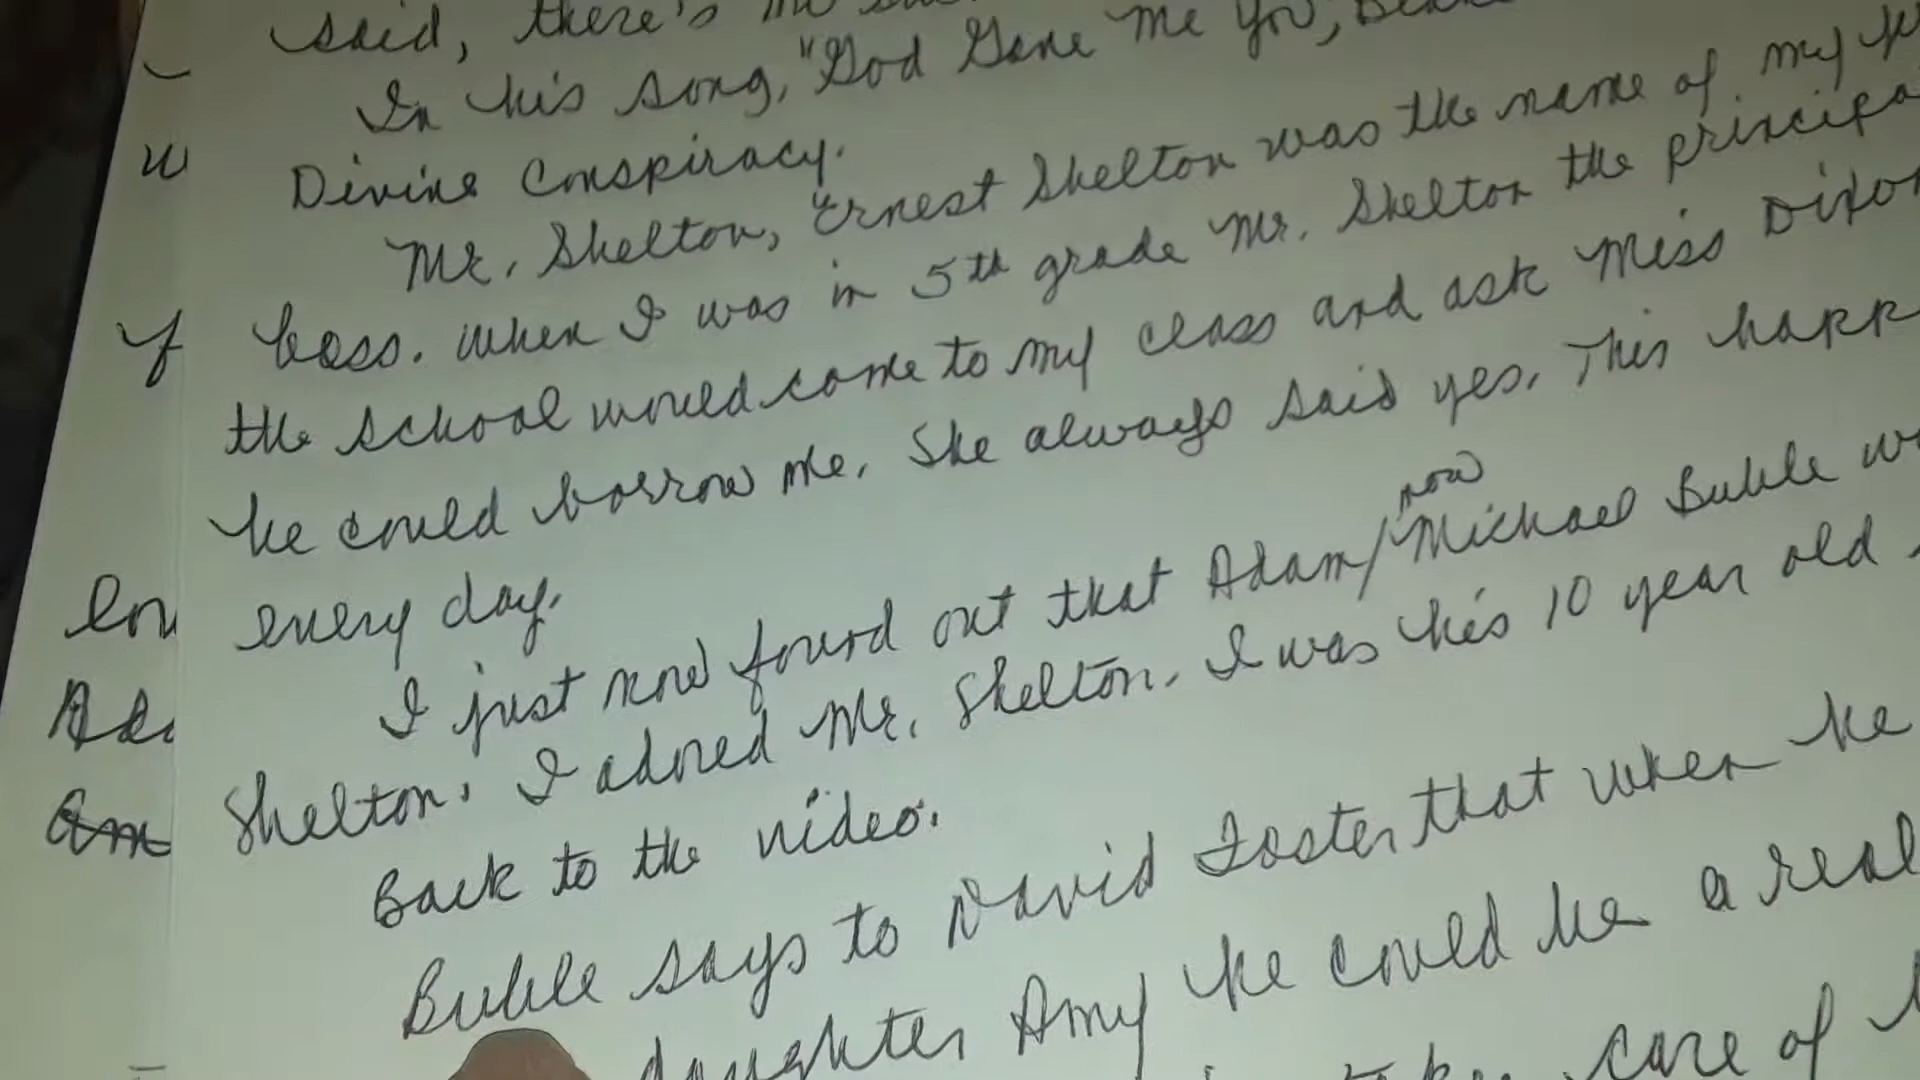 said, there's
In his song, "God Gave Me You,
Divine Conspiracy.
Mr. Shelton, Ernest Shelton was the name of my
boss. When I was in 5th grade Mr. Shelton the
the school would come to my class and ask Miss
he could borrow me. She always said yes. This
every day.
I just now found out that Adam/now Michael Buble
Shelton. I adored Mr. Shelton. I was his 10 year old
Back to the video.
Buble says to David Foster that when he
daughter Amy he could be a real
care of